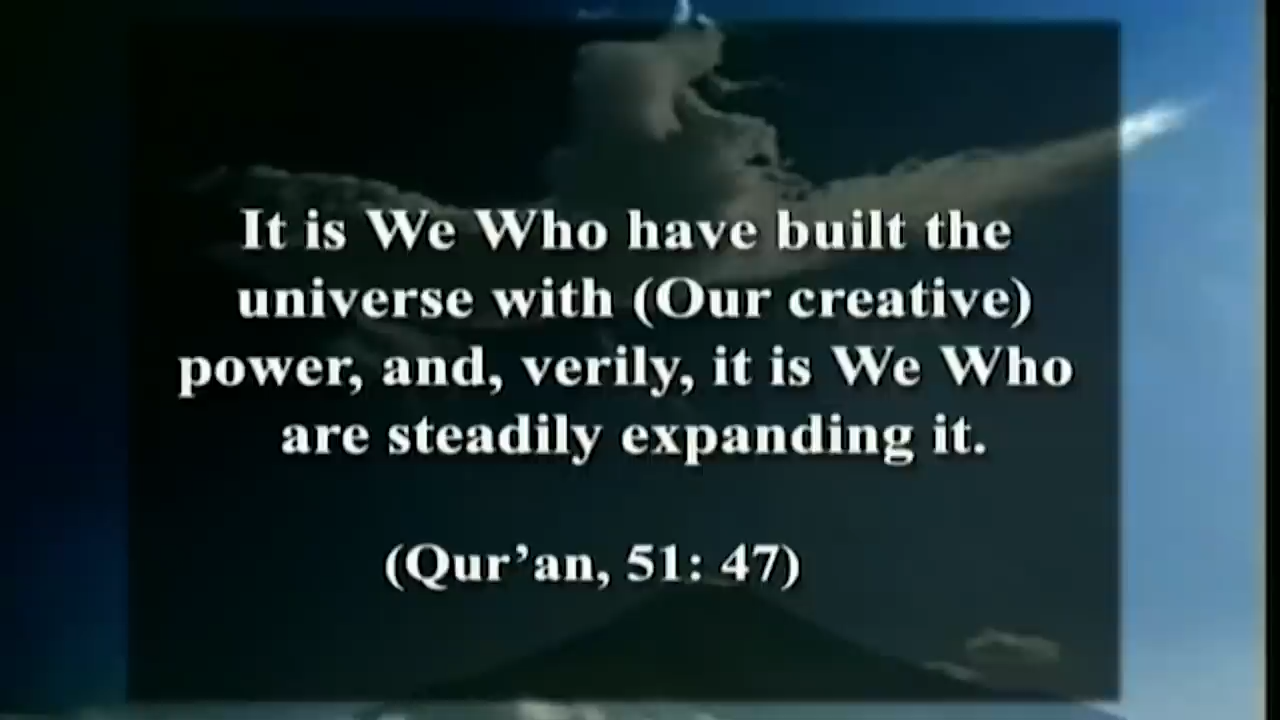 It is We Who have built the
universe with (Our creative)
power, and, verily, it is We Who
are steadily expanding it.
(Qur’an, 51: 47)